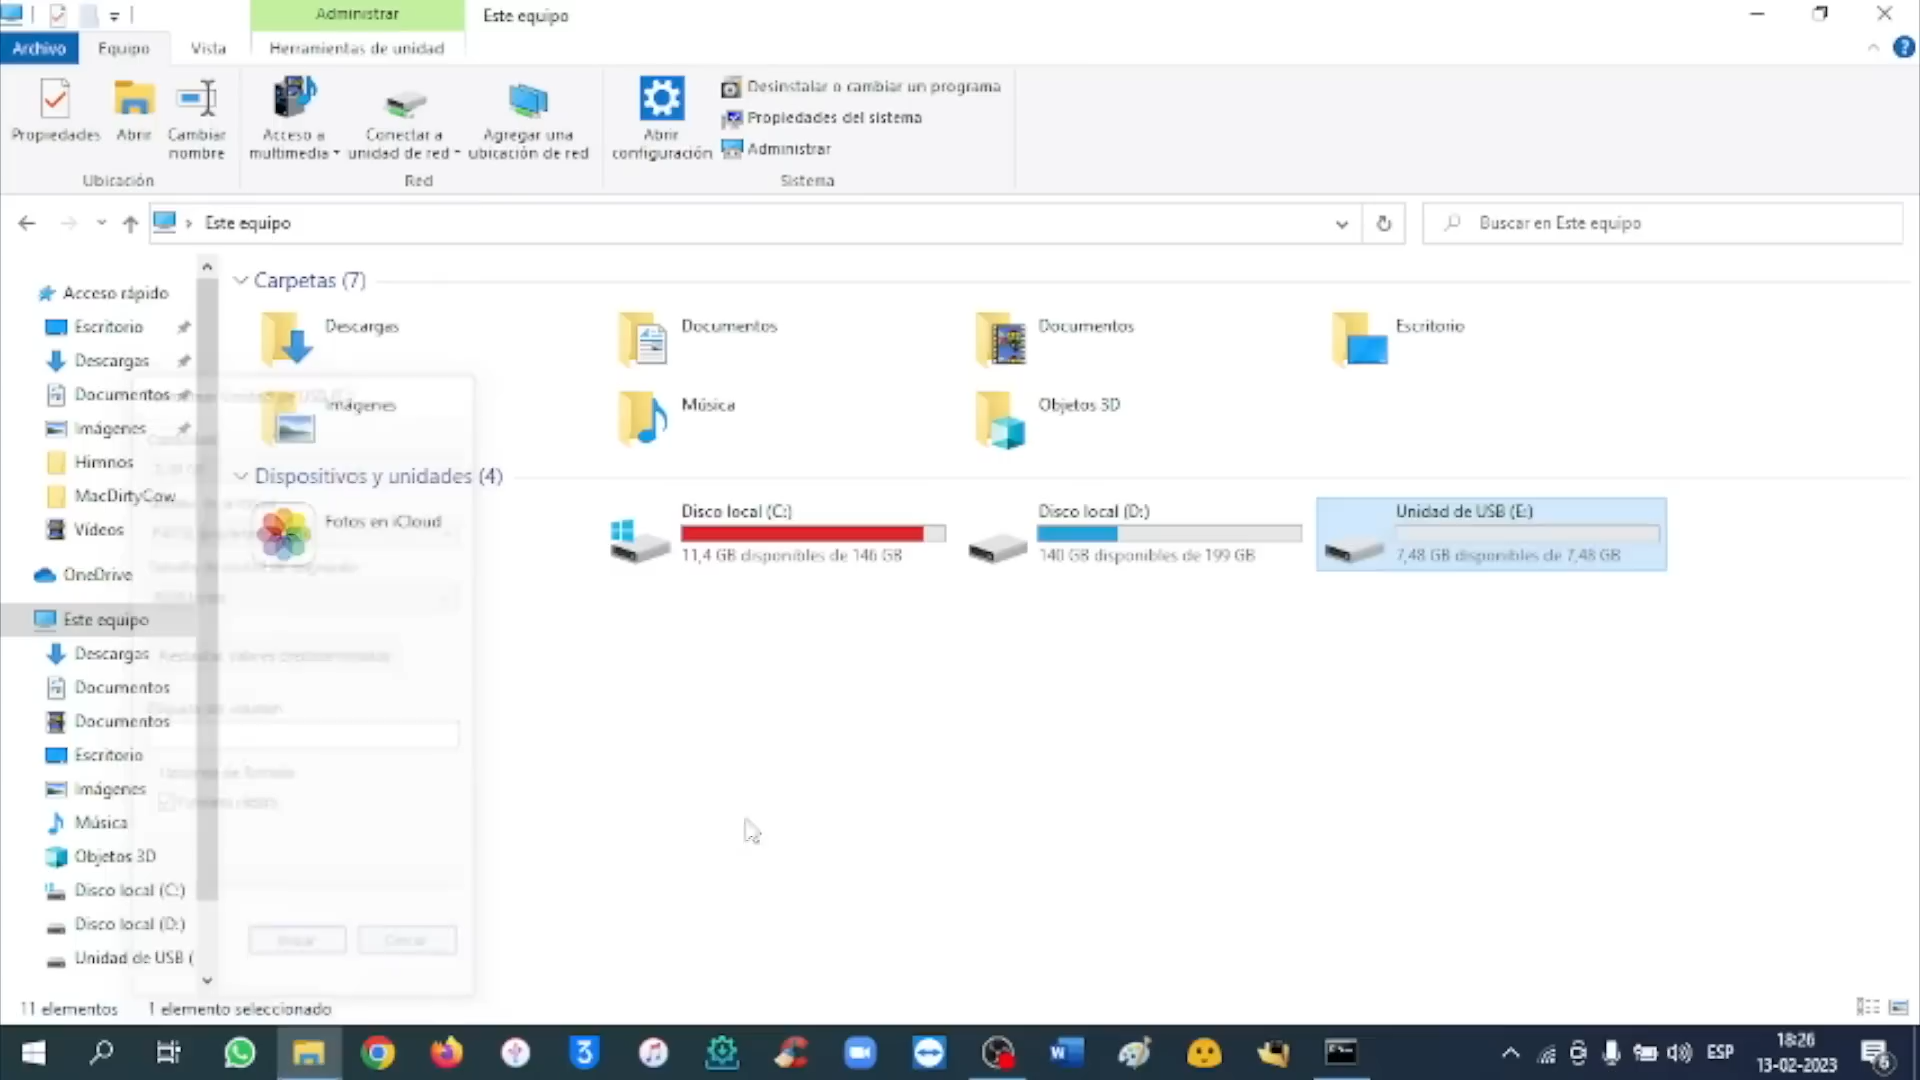 Administrar
Este equipo
Archivo
Equipo
Vista
Herramientas de unidad
Propiedades
Abrir
Cambiar
nombre
Acceso a
multimedia
Conectar a
unidad de red
Agregar una
ubicación de red
Abrir
configuración
Desinstalar o cambiar un programa
Propiedades del sistema
Administrar
Ubicación
Red
Sistema
Este equipo
Buscar en Este equipo
Acceso rápido
Escritorio
Descargas
Documentos
Imágenes
Himnos
MacDirtyCow
Vídeos
OneDrive
Este equipo
Descargas
Documentos
Documentos
Escritorio
Imágenes
Música
Objetos 3D
Disco local (C:)
Disco local (D:)
Unidad de USB (
Carpetas (7)
Descargas
Documentos
Documentos
Escritorio
Imágenes
Música
Objetos 3D
Dispositivos y unidades (4)
Fotos en iCloud
Disco local (C:)
11,4 GB disponibles de 146 GB
Disco local (D:)
140 GB disponibles de 199 GB
Unidad de USB (E:)
7,48 GB disponibles de 7,48 GB
11 elementos
1 elemento seleccionado
ESP
18:26
13-02-2023
6